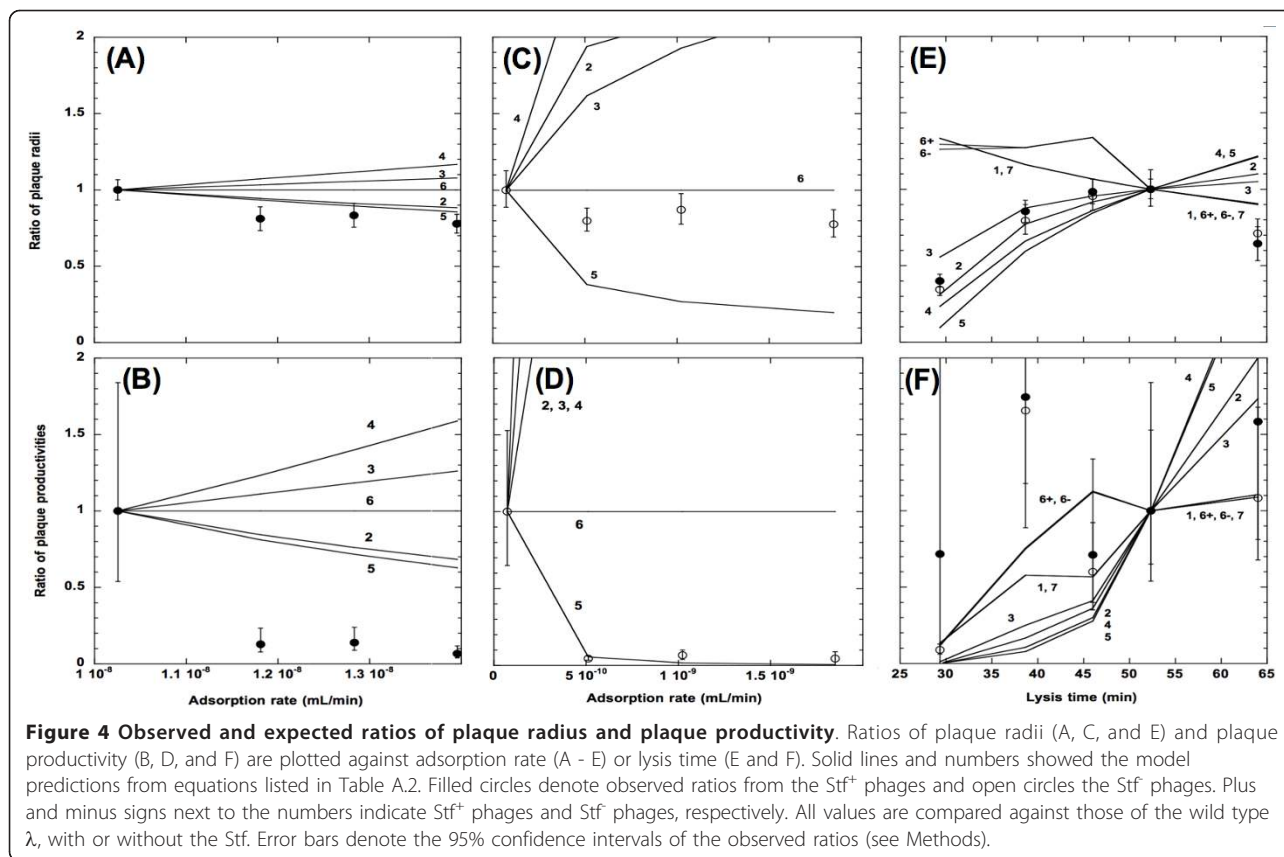 (A)
2
1.5
1
0.5
0
Ratio of plaque radii
4
3
6
2
5
(C)
4
2
3
6
5
(E)
6+
6-
1, 7
3
2
4
5
4, 5
2
3
1, 6+, 6-, 7
(B)
2
1.5
1
0.5
0
Ratio of plaque productivities
4
3
6
2
5
1 10-8
1.1 10-8
1.2 10-8
1.3 10-8
Adsorption rate (mL/min)
(D)
2, 3, 4
6
5
0
5 10-10
1 10-9
1.5 10-9
Adsorption rate (mL/min)
(F)
6+, 6-
1, 7
3
2
4
5
4
5
2
3
1, 6+, 6-, 7
25 30 35 40 45 50 55 60 65
Lysis time (min)
Figure 4 Observed and expected ratios of plaque radius and plaque productivity. Ratios of plaque radii (A, C, and E) and plaque
productivity (B, D, and F) are plotted against adsorption rate (A - E) or lysis time (E and F). Solid lines and numbers showed the model
predictions from equations listed in Table A.2. Filled circles denote observed ratios from the Stf+ phages and open circles the Stf- phages. Plus
and minus signs next to the numbers indicate Stf+ phages and Stf- phages, respectively. All values are compared against those of the wild type
λ, with or without the Stf. Error bars denote the 95% confidence intervals of the observed ratios (see Methods).